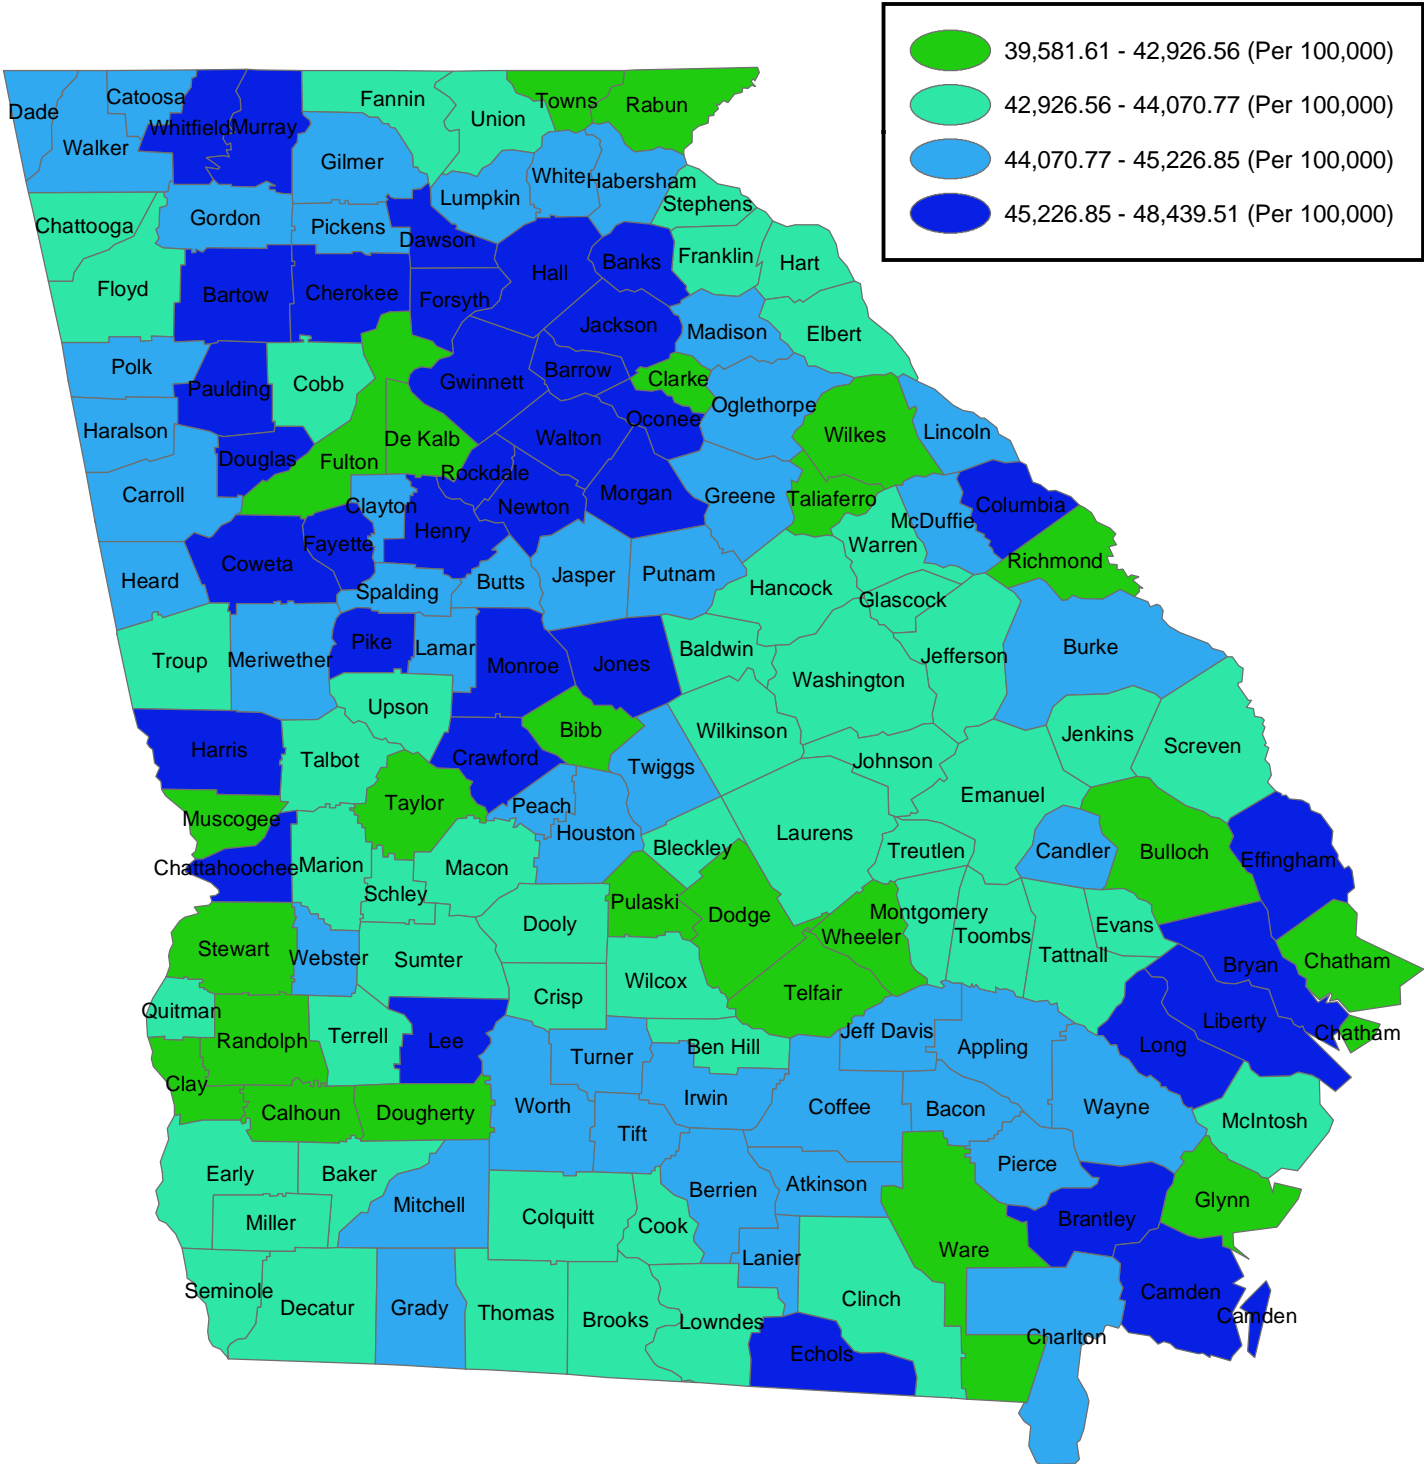 39,581.61 - 42,926.56 (Per 100,000)
42,926.56 - 44,070.77 (Per 100,000)
44,070.77 - 45,226.85 (Per 100,000)
45,226.85 - 48,439.51 (Per 100,000)
Dade
Catoosa
Whitfield
Murray
Fannin
Union
Towns
Rabun
Walker
Gilmer
White
Habersham
Lumpkin
Stephens
Chattooga
Gordon
Pickens
Dawson
Hall
Banks
Franklin
Hart
Floyd
Bartow
Cherokee
Forsyth
Jackson
Madison
Elbert
Polk
Paulding
Cobb
Gwinnett
Barrow
Clarke
Oglethorpe
Haralson
Douglas
Fulton
De Kalb
Walton
Oconee
Wilkes
Lincoln
Carroll
Clayton
Rockdale
Newton
Morgan
Greene
Taliaferro
McDuffie
Columbia
Coweta
Fayette
Henry
Warren
Richmond
Heard
Spalding
Butts
Jasper
Putnam
Hancock
Glascock
Troup
Meriwether
Pike
Lamar
Monroe
Jones
Baldwin
Washington
Jefferson
Burke
Upson
Bibb
Wilkinson
Jenkins
Screven
Harris
Talbot
Crawford
Twiggs
Johnson
Emanuel
Muscogee
Taylor
Peach
Houston
Laurens
Chattahoochee
Marion
Macon
Bleckley
Treutlen
Candler
Bulloch
Effingham
Schley
Pulaski
Dodge
Montgomery
Wheeler
Toombs
Evans
Stewart
Webster
Sumter
Dooly
Tattnall
Bryan
Chatham
Quitman
Crisp
Wilcox
Telfair
Randolph
Terrell
Lee
Turner
Ben Hill
Jeff Davis
Appling
Long
Liberty
Chatham
Clay
Calhoun
Dougherty
Worth
Irwin
Coffee
Bacon
Wayne
McIntosh
Tift
Early
Baker
Mitchell
Berrien
Atkinson
Pierce
Glynn
Miller
Colquitt
Cook
Brantley
Lanier
Ware
Seminole
Decatur
Grady
Thomas
Brooks
Lowndes
Clinch
Camden
Camden
Echols
Charlton